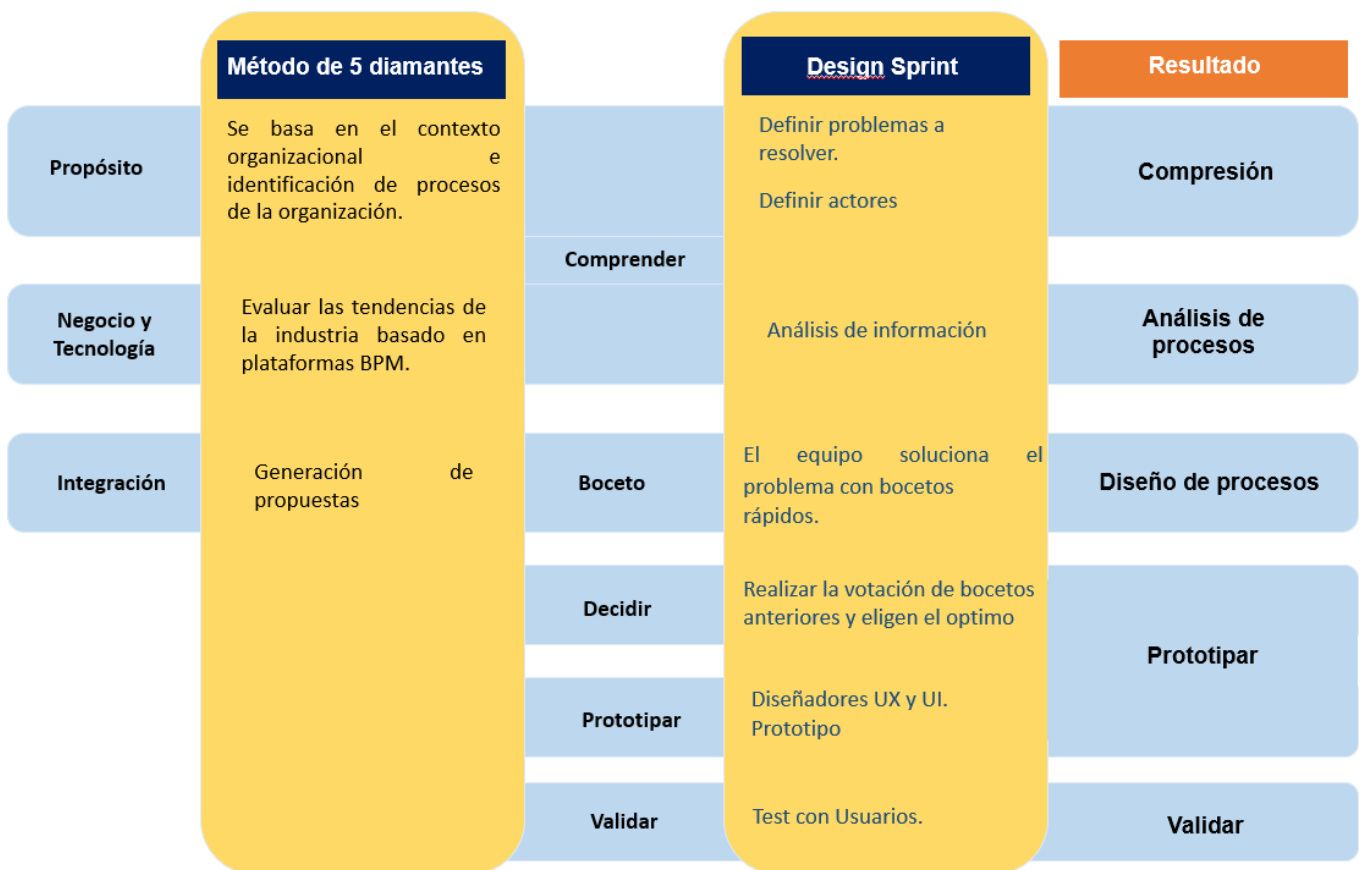 Método de 5 diamantes
Design Sprint
Resultado
Propósito
Se basa en el contexto
organizacional e
identificación de procesos
de la organización.
Definir problemas a
resolver.
Definir actores
Compresión
Comprender
Negocio y
Tecnología
Evaluar las tendencias de
la industria basado en
plataformas BPM.
Análisis de información
Análisis de
procesos
Integración
Generación de
propuestas
Boceto
El equipo soluciona el
problema con bocetos
rápidos.
Diseño de procesos
Decidir
Realizar la votación de bocetos
anteriores y eligen el optimo
Prototipar
Prototipar
Diseñadores UX y UI.
Prototipo
Validar
Test con Usuarios.
Validar